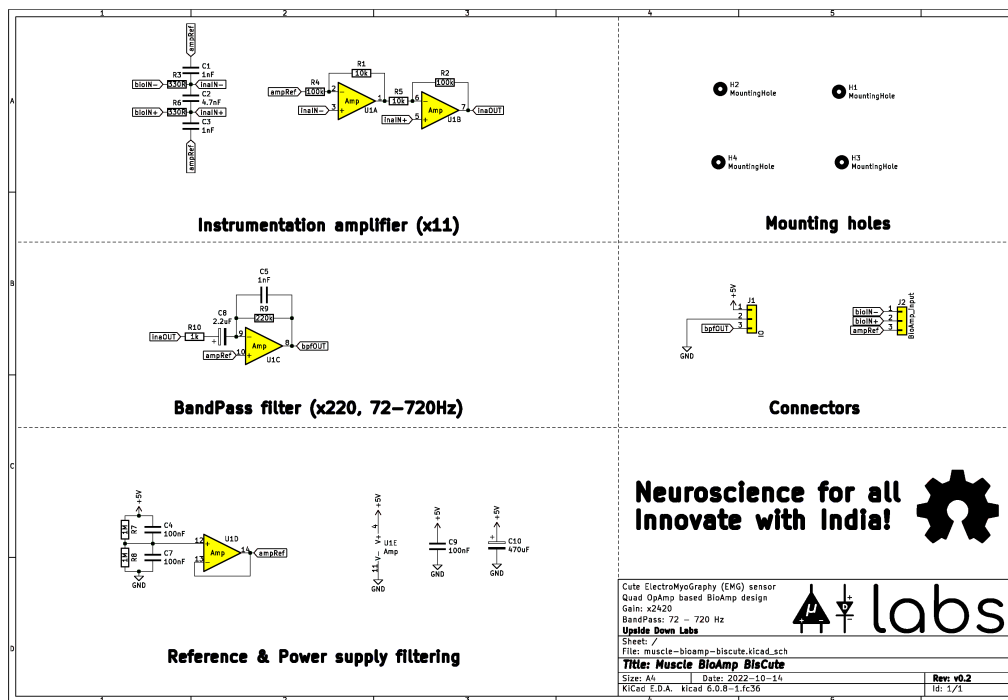 1 2 3 4 5
A
B
C
D
ampRef
C1
1nF
R3
bioIN-
330K
inaIN-
C2
4.7nF
R6
bioIN+
330K
inaIN+
C3
1nF
ampRef
R1
10k
R4
ampRef
100k
2
-
Amp
1
3
+
inaIN-
U1A
R5
10k
R2
100k
6
-
Amp
7
5
+
inaIN+
U1B
inaOUT
Instrumentation amplifier (x11)
H2
MountingHole
H1
MountingHole
H4
MountingHole
H3
MountingHole
Mounting holes
C5
1nF
R9
220k
C8
2.2uF
R10
inaOUT
1k
+
9
-
Amp
8
bpfOUT
ampRef
10
+
U1C
BandPass filter (x220, 72-720Hz)
+5V
J1
1
2
3
bpfOUT
IO
GND
J2
bioIN-
1
bioIN+
2
ampRef
3
BioAmp_Input
Connectors
+5V
1M
R7
C4
100nF
1M
R8
C7
100nF
GND
12
+
U1D
Amp
14
13
-
ampRef
+5V
4
V+
U1E
Amp
V-
11
GND
+5V
C9
100nF
GND
+5V
+
C10
470uF
GND
Reference & Power supply filtering
Neuroscience for all
Innovate with India!
Cute ElectroMyoGraphy (EMG) sensor
Quad OpAmp based BioAmp design
Gain: x2420
BandPass: 72 - 720 Hz
Upside Down Labs
μ D labs
Sheet: /
File: muscle-bioamp-biscute.kicad_sch
Title: Muscle BioAmp BisCute
Size: A4 Date: 2022-10-14 Rev: v0.2
KiCad E.D.A. kicad 6.0.8-1.fc36 Id: 1/1
1 2 3 4 5